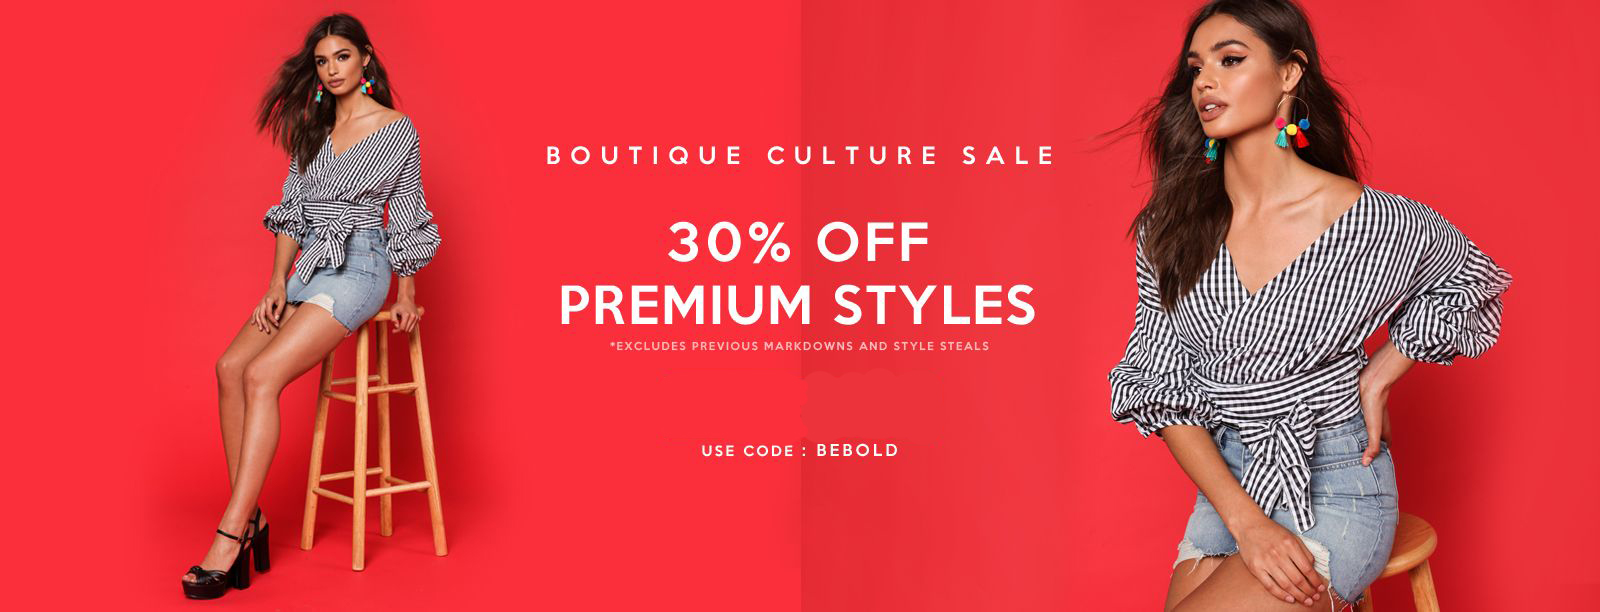 BOUTIQUE CULTURE SALE
30% OFF
PREMIUM STYLES
*EXCLUDES PREVIOUS MARKDOWNS AND STYLE STEALS
USE CODE : BEBOLD